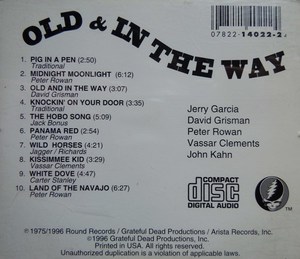 OLD & IN THE WAY
07822-14022-2
1. PIG IN A PEN (2:50)
Traditional
2. MIDNIGHT MOONLIGHT (6:12)
Peter Rowan
3. OLD AND IN THE WAY (3:07)
David Grisman
4. KNOCKIN' ON YOUR DOOR (3:35)
Traditional
5. THE HOBO SONG
Jack Bonus
6. PANAMA RED (2:50)
Peter Rowan
7. WILD HORSES (4:21)
Jagger / Richards
8. KISSIMMEE KID (3:23)
Vassar Clements
9. WHITE DOVE (4:47)
Carter Stanley
10. LAND OF THE NAVAJO (6:27)
Peter Rowan
Jerry Garcia
David Grisman
Peter Rowan
Vassar Clements
John Kahn
COMPACT
disc
DIGITAL AUDIO
TM
℗1975/1996 Round Records / Grateful Dead Productions / Arista Records, Inc.
©1996 Grateful Dead Productions, Inc.
Printed in USA. All rights reserved.
Unauthorized duplication is a violation of applicable laws.